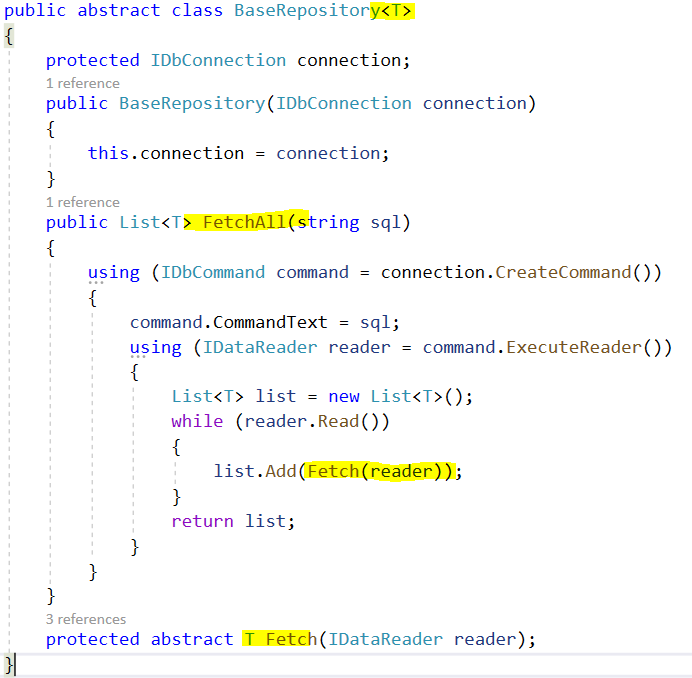 public abstract class BaseRepository<T>
{
protected IDbConnection connection;
1 reference
public BaseRepository(IDbConnection connection)
{
this.connection = connection;
}
1 reference
public List<T> FetchAll(string sql)
{
using (IDbCommand command = connection.CreateCommand())
{
command.CommandText = sql;
using (IDataReader reader = command.ExecuteReader())
{
List<T> list = new List<T>();
while (reader.Read())
{
list.Add(Fetch(reader));
}
return list;
}
}
}
3 references
protected abstract T Fetch(IDataReader reader);
}